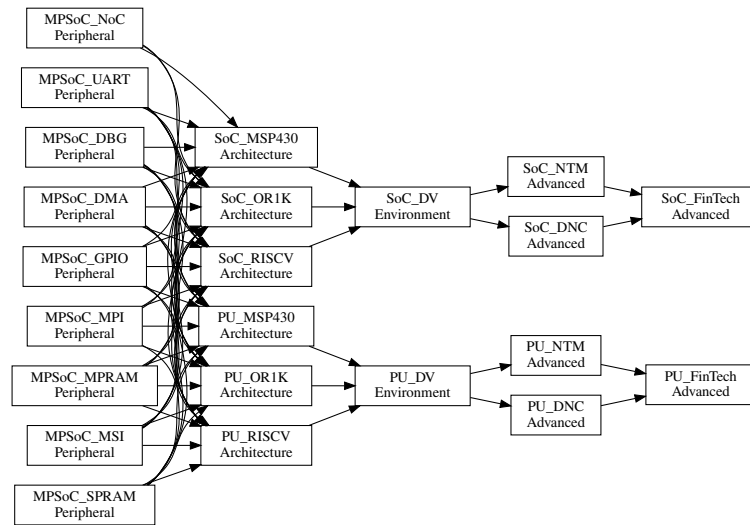 MPSoC_NoC
Peripheral
MPSoC_UART
Peripheral
MPSoC_DBG
Peripheral
MPSoC_DMA
Peripheral
MPSoC_GPIO
Peripheral
MPSoC_MPI
Peripheral
MPSoC_MPRAM
Peripheral
MPSoC_MSI
Peripheral
MPSoC_SPRAM
Peripheral
SoC_MSP430
Architecture
SoC_OR1K
Architecture
SoC_RISCV
Architecture
PU_MSP430
Architecture
PU_OR1K
Architecture
PU_RISCV
Architecture
SoC_DV
Environment
PU_DV
Environment
SoC_NTM
Advanced
SoC_DNC
Advanced
PU_NTM
Advanced
PU_DNC
Advanced
SoC_FinTech
Advanced
PU_FinTech
Advanced